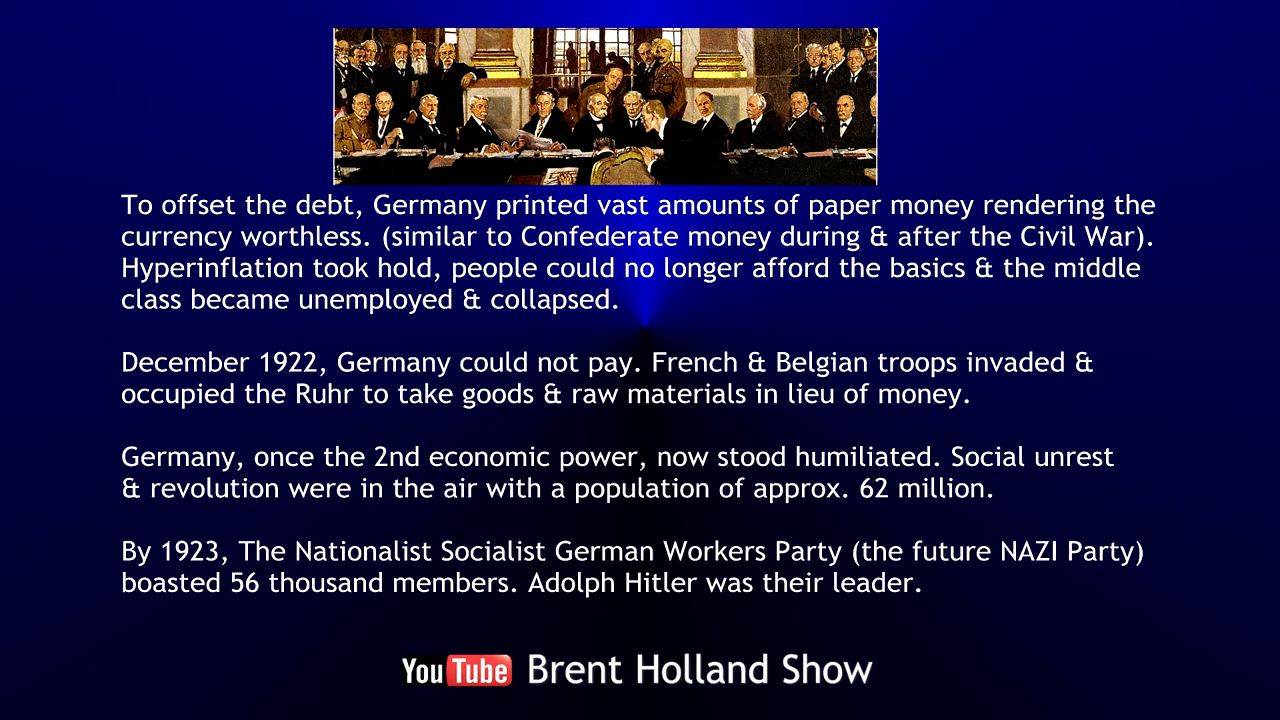 To offset the debt, Germany printed vast amounts of paper money rendering the
currency worthless. (similar to Confederate money during & after the Civil War).
Hyperinflation took hold, people could no longer afford the basics & the middle
class became unemployed & collapsed.
December 1922, Germany could not pay. French & Belgian troops invaded &
occupied the Ruhr to take goods & raw materials in lieu of money.
Germany, once the 2nd economic power, now stood humiliated. Social unrest
& revolution were in the air with a population of approx. 62 million.
By 1923, The Nationalist Socialist German Workers Party (the future NAZI Party)
boasted 56 thousand members. Adolph Hitler was their leader.
YouTube Brent Holland Show